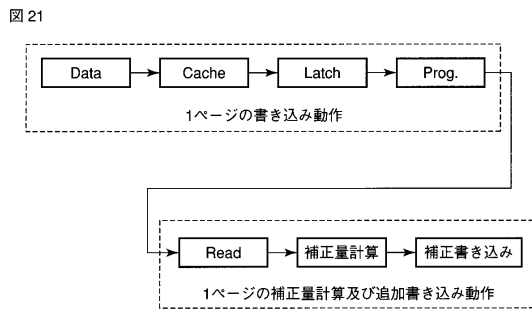 図 21
Data
Cache
Latch
Prog.
1ページの書き込み動作
Read
補正量計算
補正書き込み
1ページの補正量計算及び追加書き込み動作